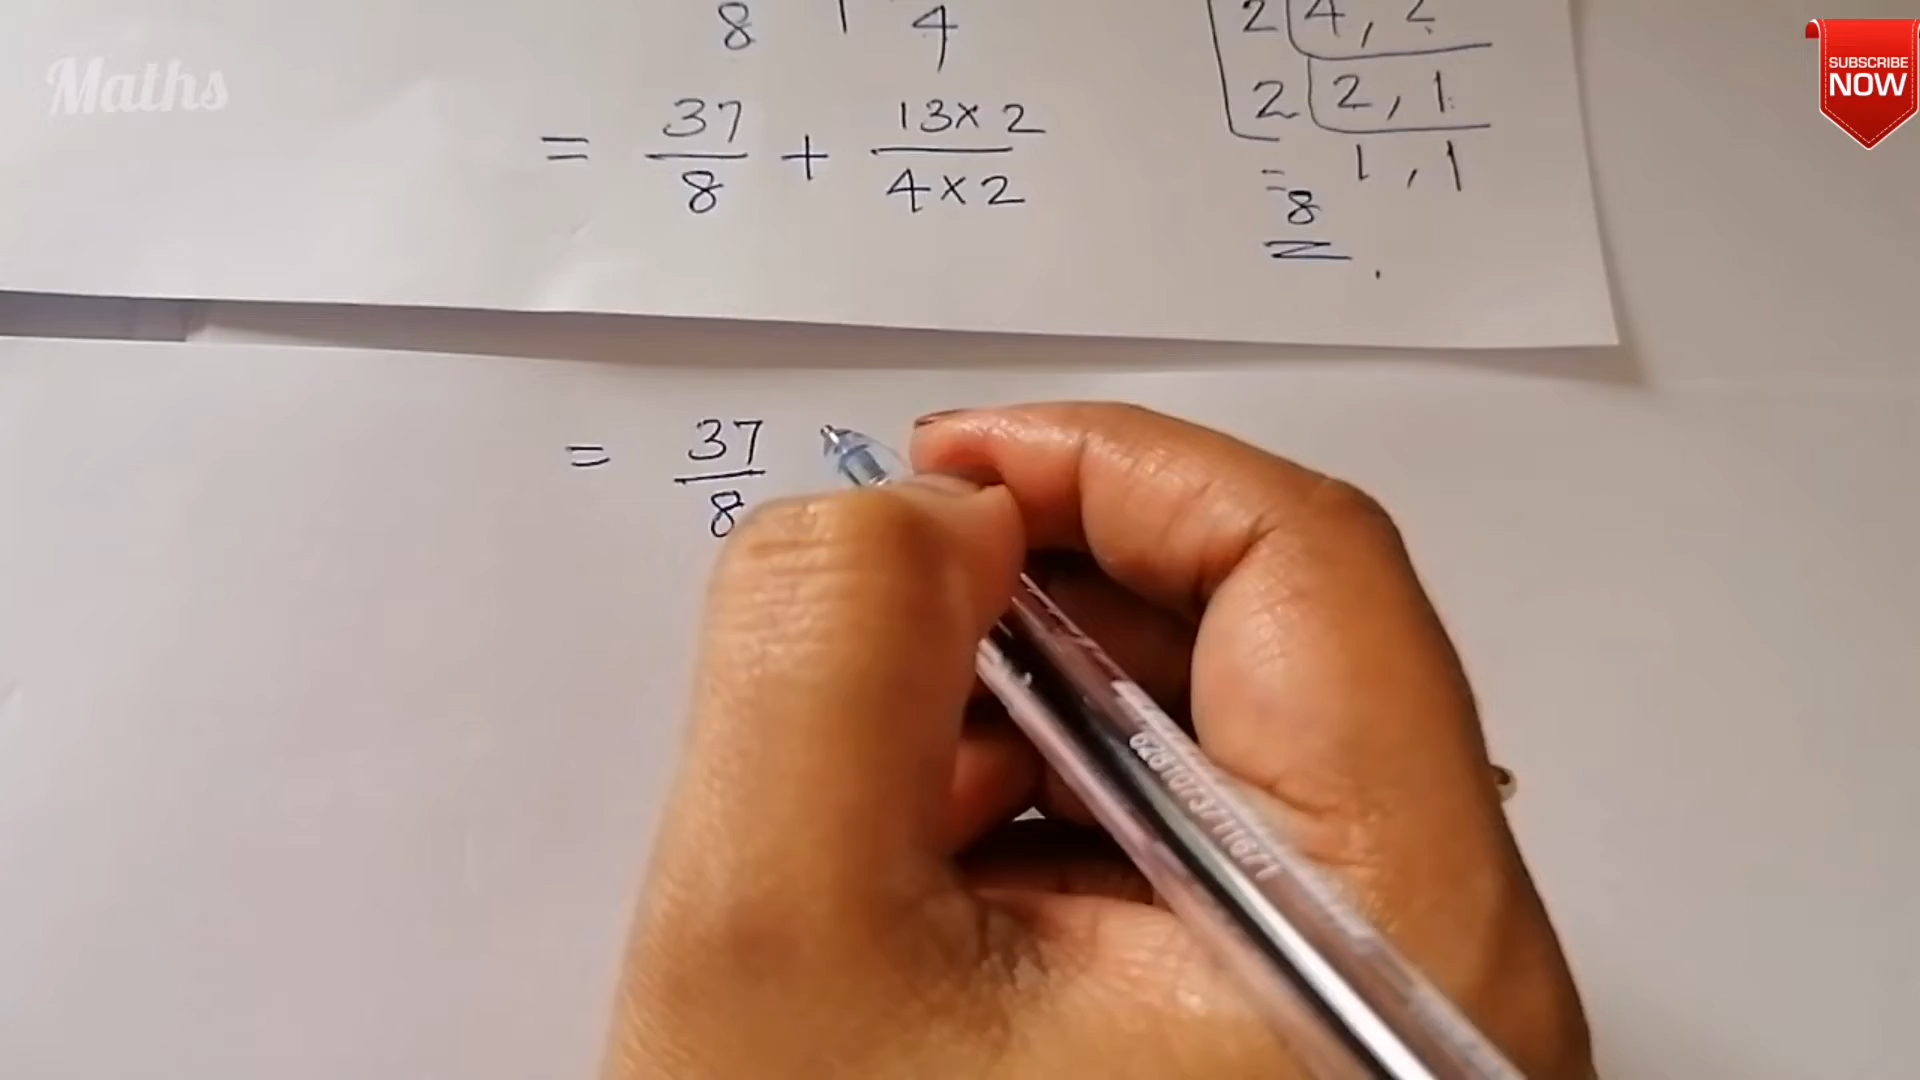 Maths
SUBSCRIBE
NOW
8 4
= 37/8 + 13×2/4×2
2 4, 2
2 2, 1
1, 1
= 8
= 37/8